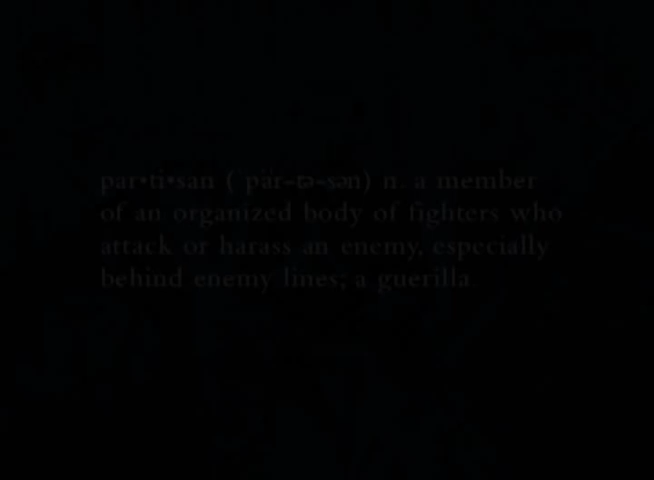 par•ti•san ( pär-tə-sən) n. a member
of an organized body of fighters who
attack or harass an enemy, especially
behind enemy lines; a guerilla.